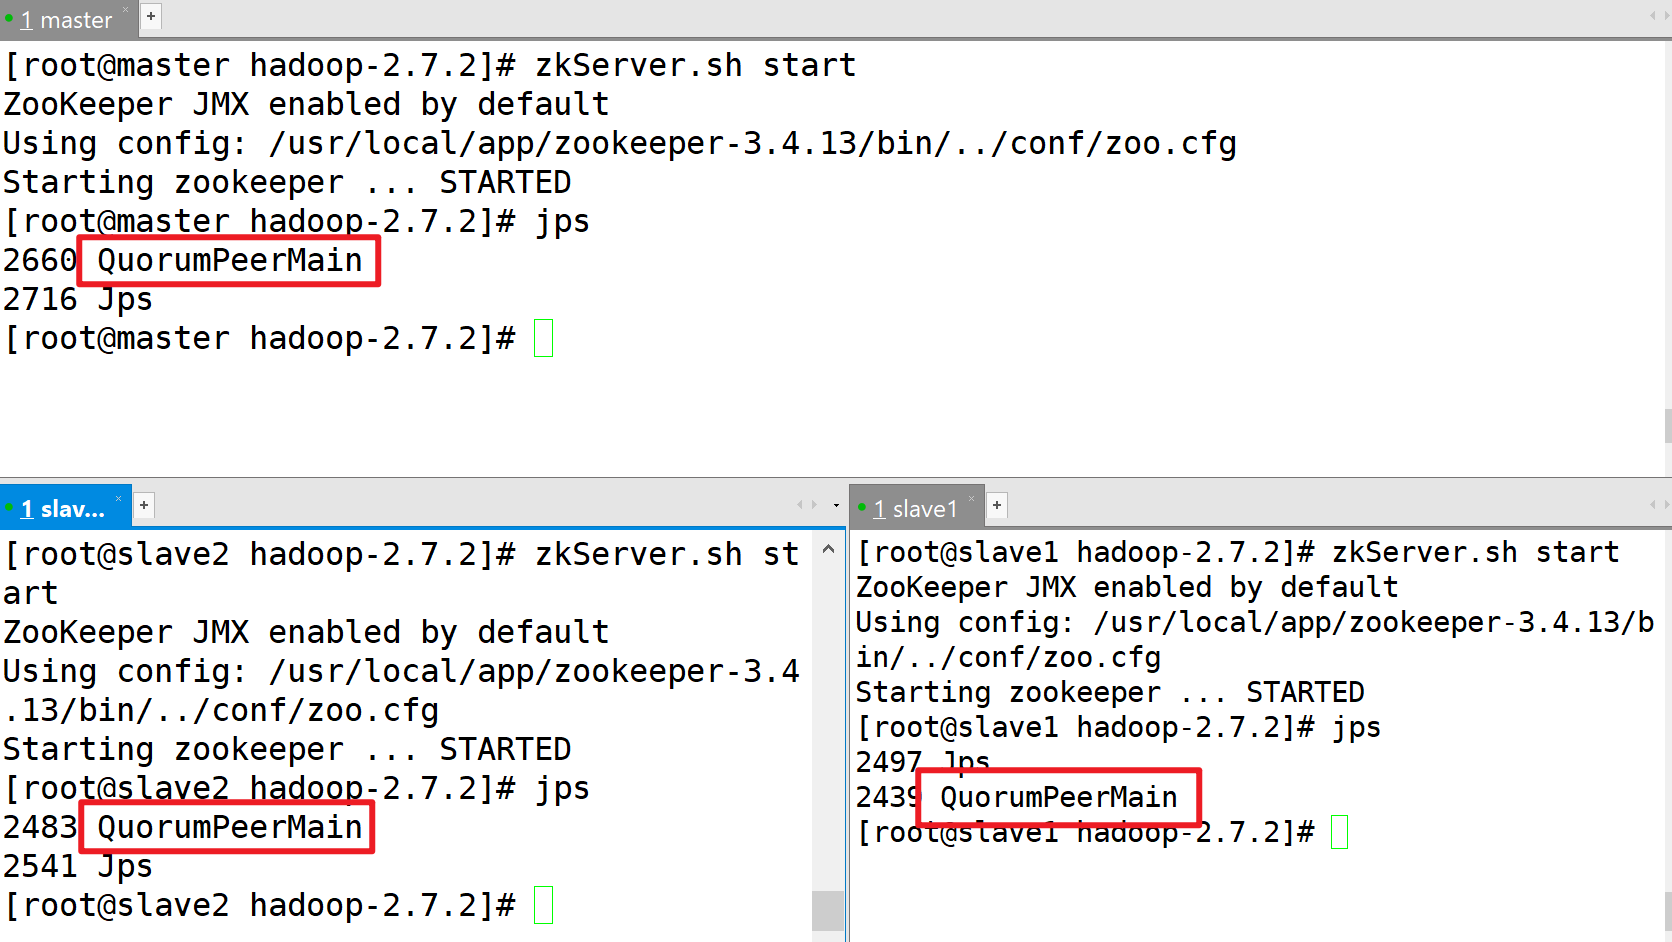 1 master
[root@master hadoop-2.7.2]# zkServer.sh start
ZooKeeper JMX enabled by default
Using config: /usr/local/app/zookeeper-3.4.13/bin/../conf/zoo.cfg
Starting zookeeper ... STARTED
[root@master hadoop-2.7.2]# jps
2660 QuorumPeerMain
2716 Jps
[root@master hadoop-2.7.2]#
1 slav...
[root@slave2 hadoop-2.7.2]# zkServer.sh st
art
ZooKeeper JMX enabled by default
Using config: /usr/local/app/zookeeper-3.4
.13/bin/../conf/zoo.cfg
Starting zookeeper ... STARTED
[root@slave2 hadoop-2.7.2]# jps
2483 QuorumPeerMain
2541 Jps
[root@slave2 hadoop-2.7.2]#
1 slave1
[root@slave1 hadoop-2.7.2]# zkServer.sh start
ZooKeeper JMX enabled by default
Using config: /usr/local/app/zookeeper-3.4.13/b
in/../conf/zoo.cfg
Starting zookeeper ... STARTED
[root@slave1 hadoop-2.7.2]# jps
2497 Jps
2439 QuorumPeerMain
[root@slave1 hadoop-2.7.2]#